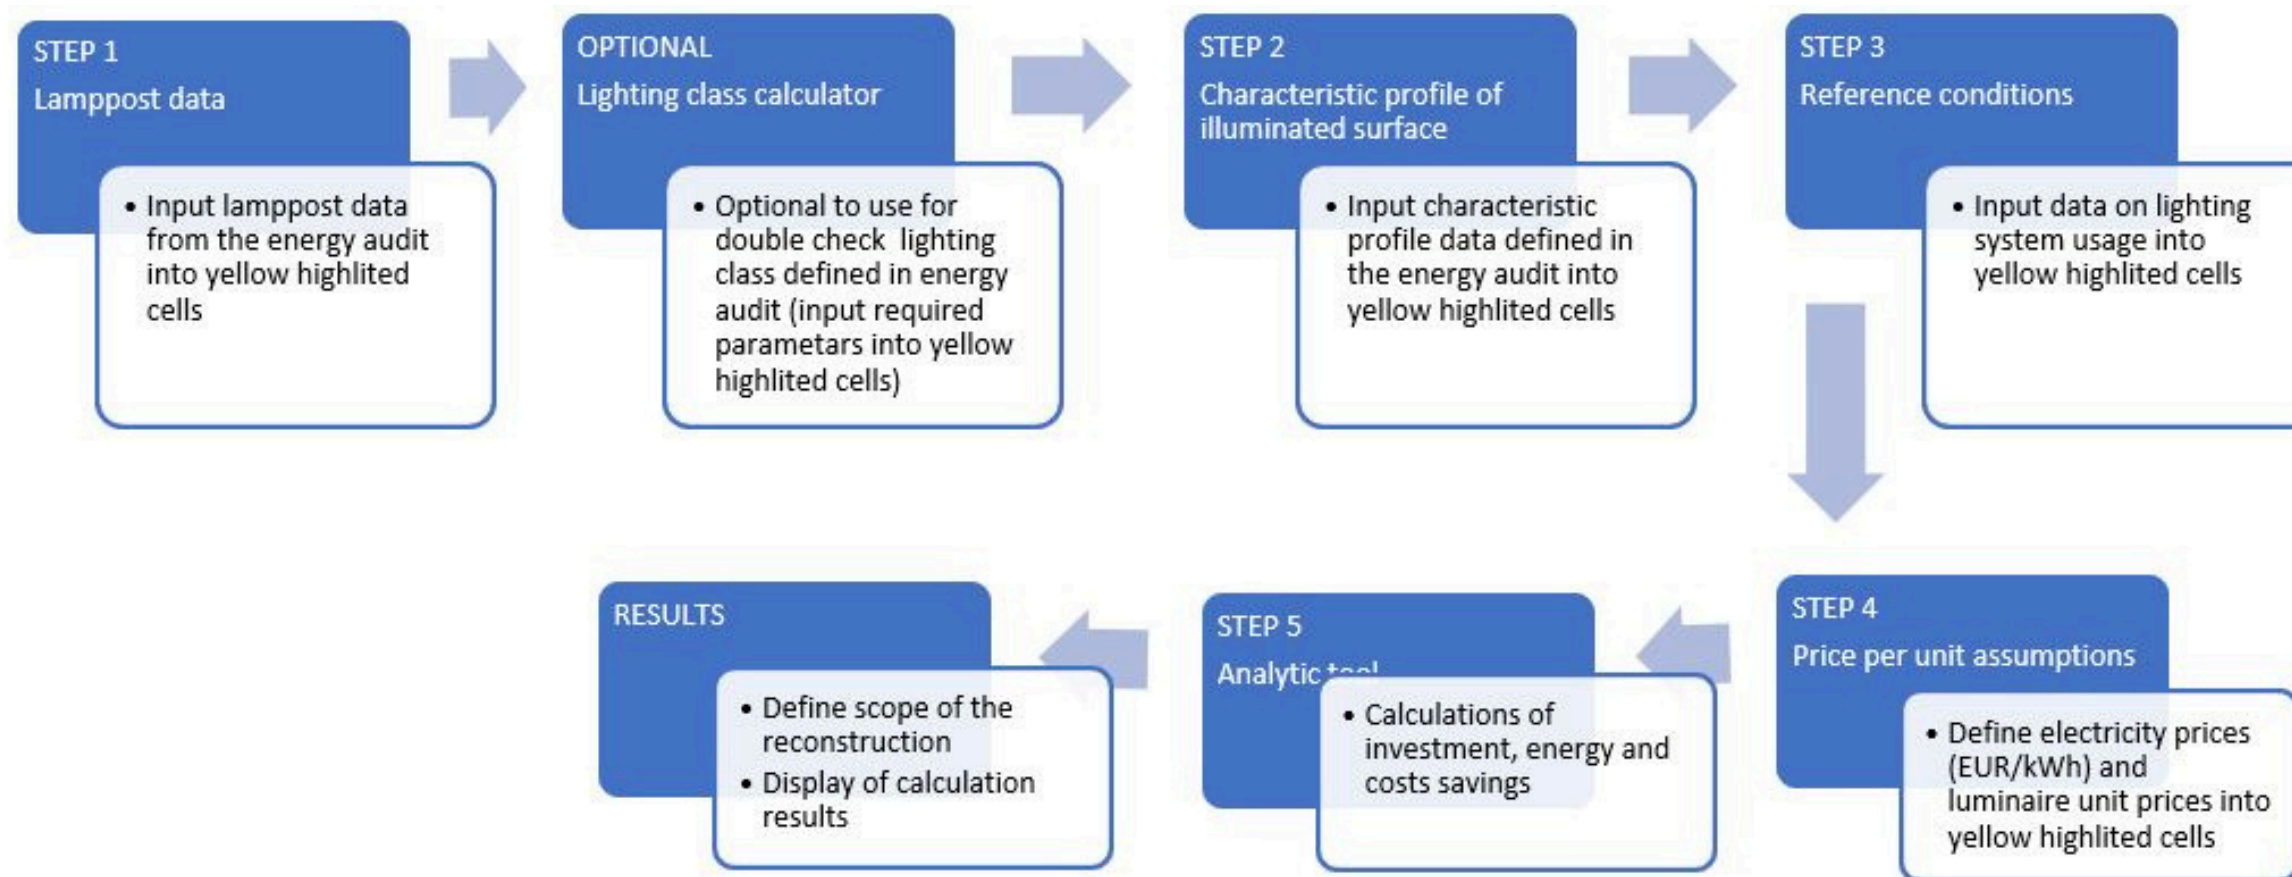 STEP 1
Lamppost data
• Input lamppost data
from the energy audit
into yellow highlited
cells
OPTIONAL
Lighting class calculator
• Optional to use for
double check lighting
class defined in energy
audit (input required
parametars into yellow
highlited cells)
STEP 2
Characteristic profile of
illuminated surface
• Input characteristic
profile data defined in
the energy audit into
yellow highlited cells
STEP 3
Reference conditions
• Input data on lighting
system usage into
yellow highlited cells
STEP 4
Price per unit assumptions
• Define electricity prices
(EUR/kWh) and
luminaire unit prices into
yellow highlited cells
STEP 5
Analytic tool
• Calculations of
investment, energy and
costs savings
RESULTS
• Define scope of the
reconstruction
• Display of calculation
results